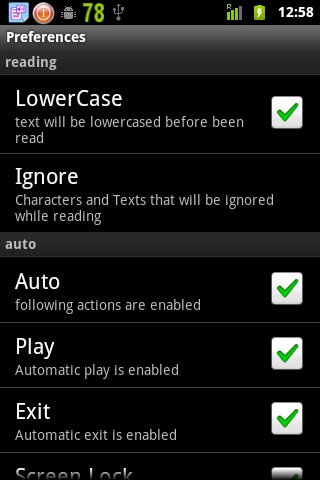 78 R 12:58
Preferences
reading
LowerCase
text will be lowercased before been
read
Ignore
Characters and Texts that will be ignored
while reading
auto
Auto
following actions are enabled
Play
Automatic play is enabled
Exit
Automatic exit is enabled
Screen Lock